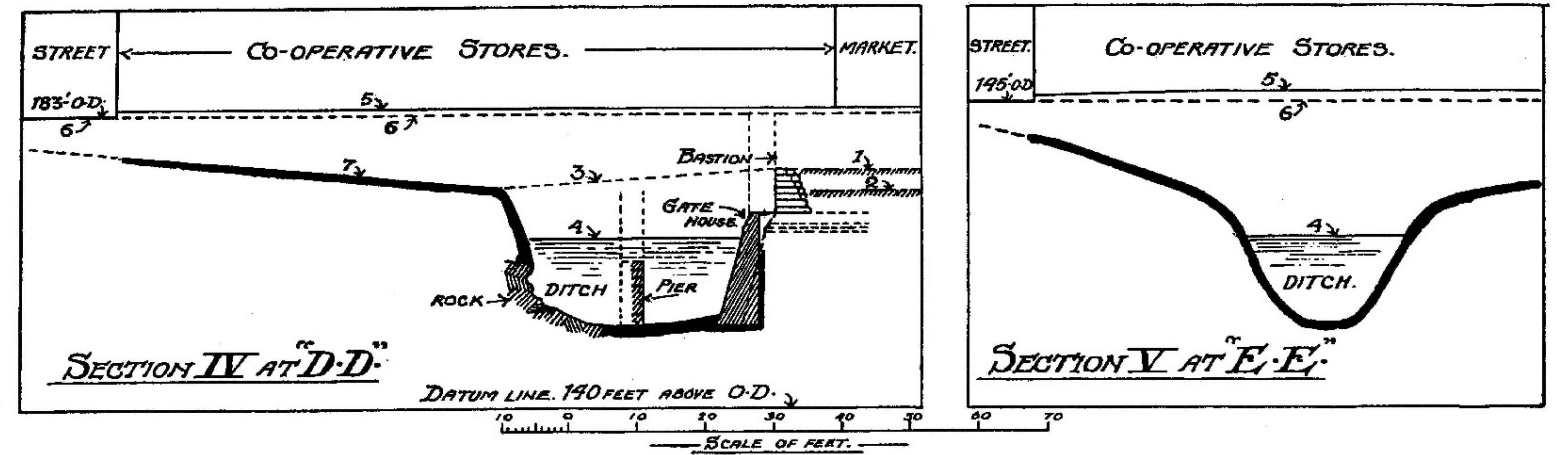 STREET
CO-OPERATIVE STORES.
MARKET.
183'·O·D·
5
6
6
BASTION
1
7
3
2
GATE
HOUSE.
4
DITCH
PIER
ROCK
SECTION IV AT "D·D·"
DATUM LINE. 140 FEET ABOVE O·D·
STREET.
CO-OPERATIVE STORES.
5
195'·O·D
6
4
DITCH.
SECTION V AT "E·E·"
10 0 10 20 30 40 50 60 70
SCALE OF FEET.